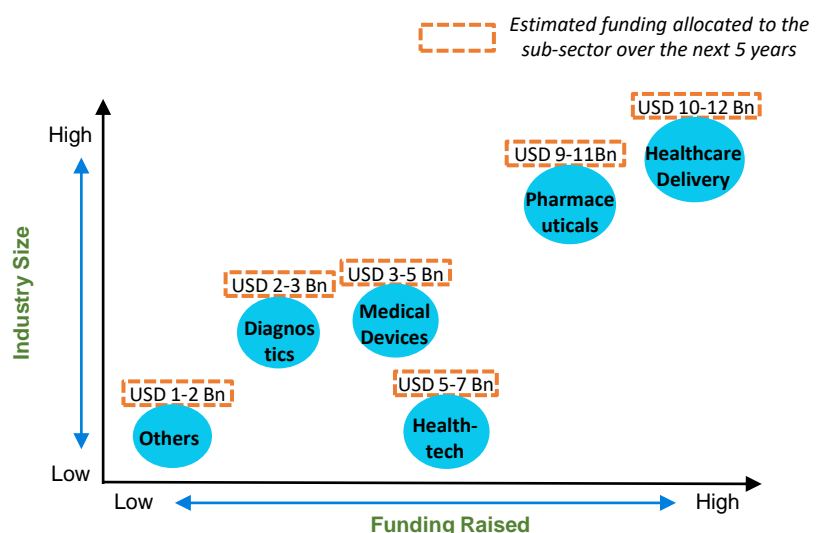 Estimated funding allocated to the
sub-sector over the next 5 years
High
USD 10-12 Bn
Healthcare
Delivery
USD 9-11Bn
Pharmace
uticals
Industry Size
USD 2-3 Bn
Diagnos
tics
USD 3-5 Bn
Medical
Devices
USD 1-2 Bn
Others
USD 5-7 Bn
Health-
tech
Low
Low
High
Funding Raised